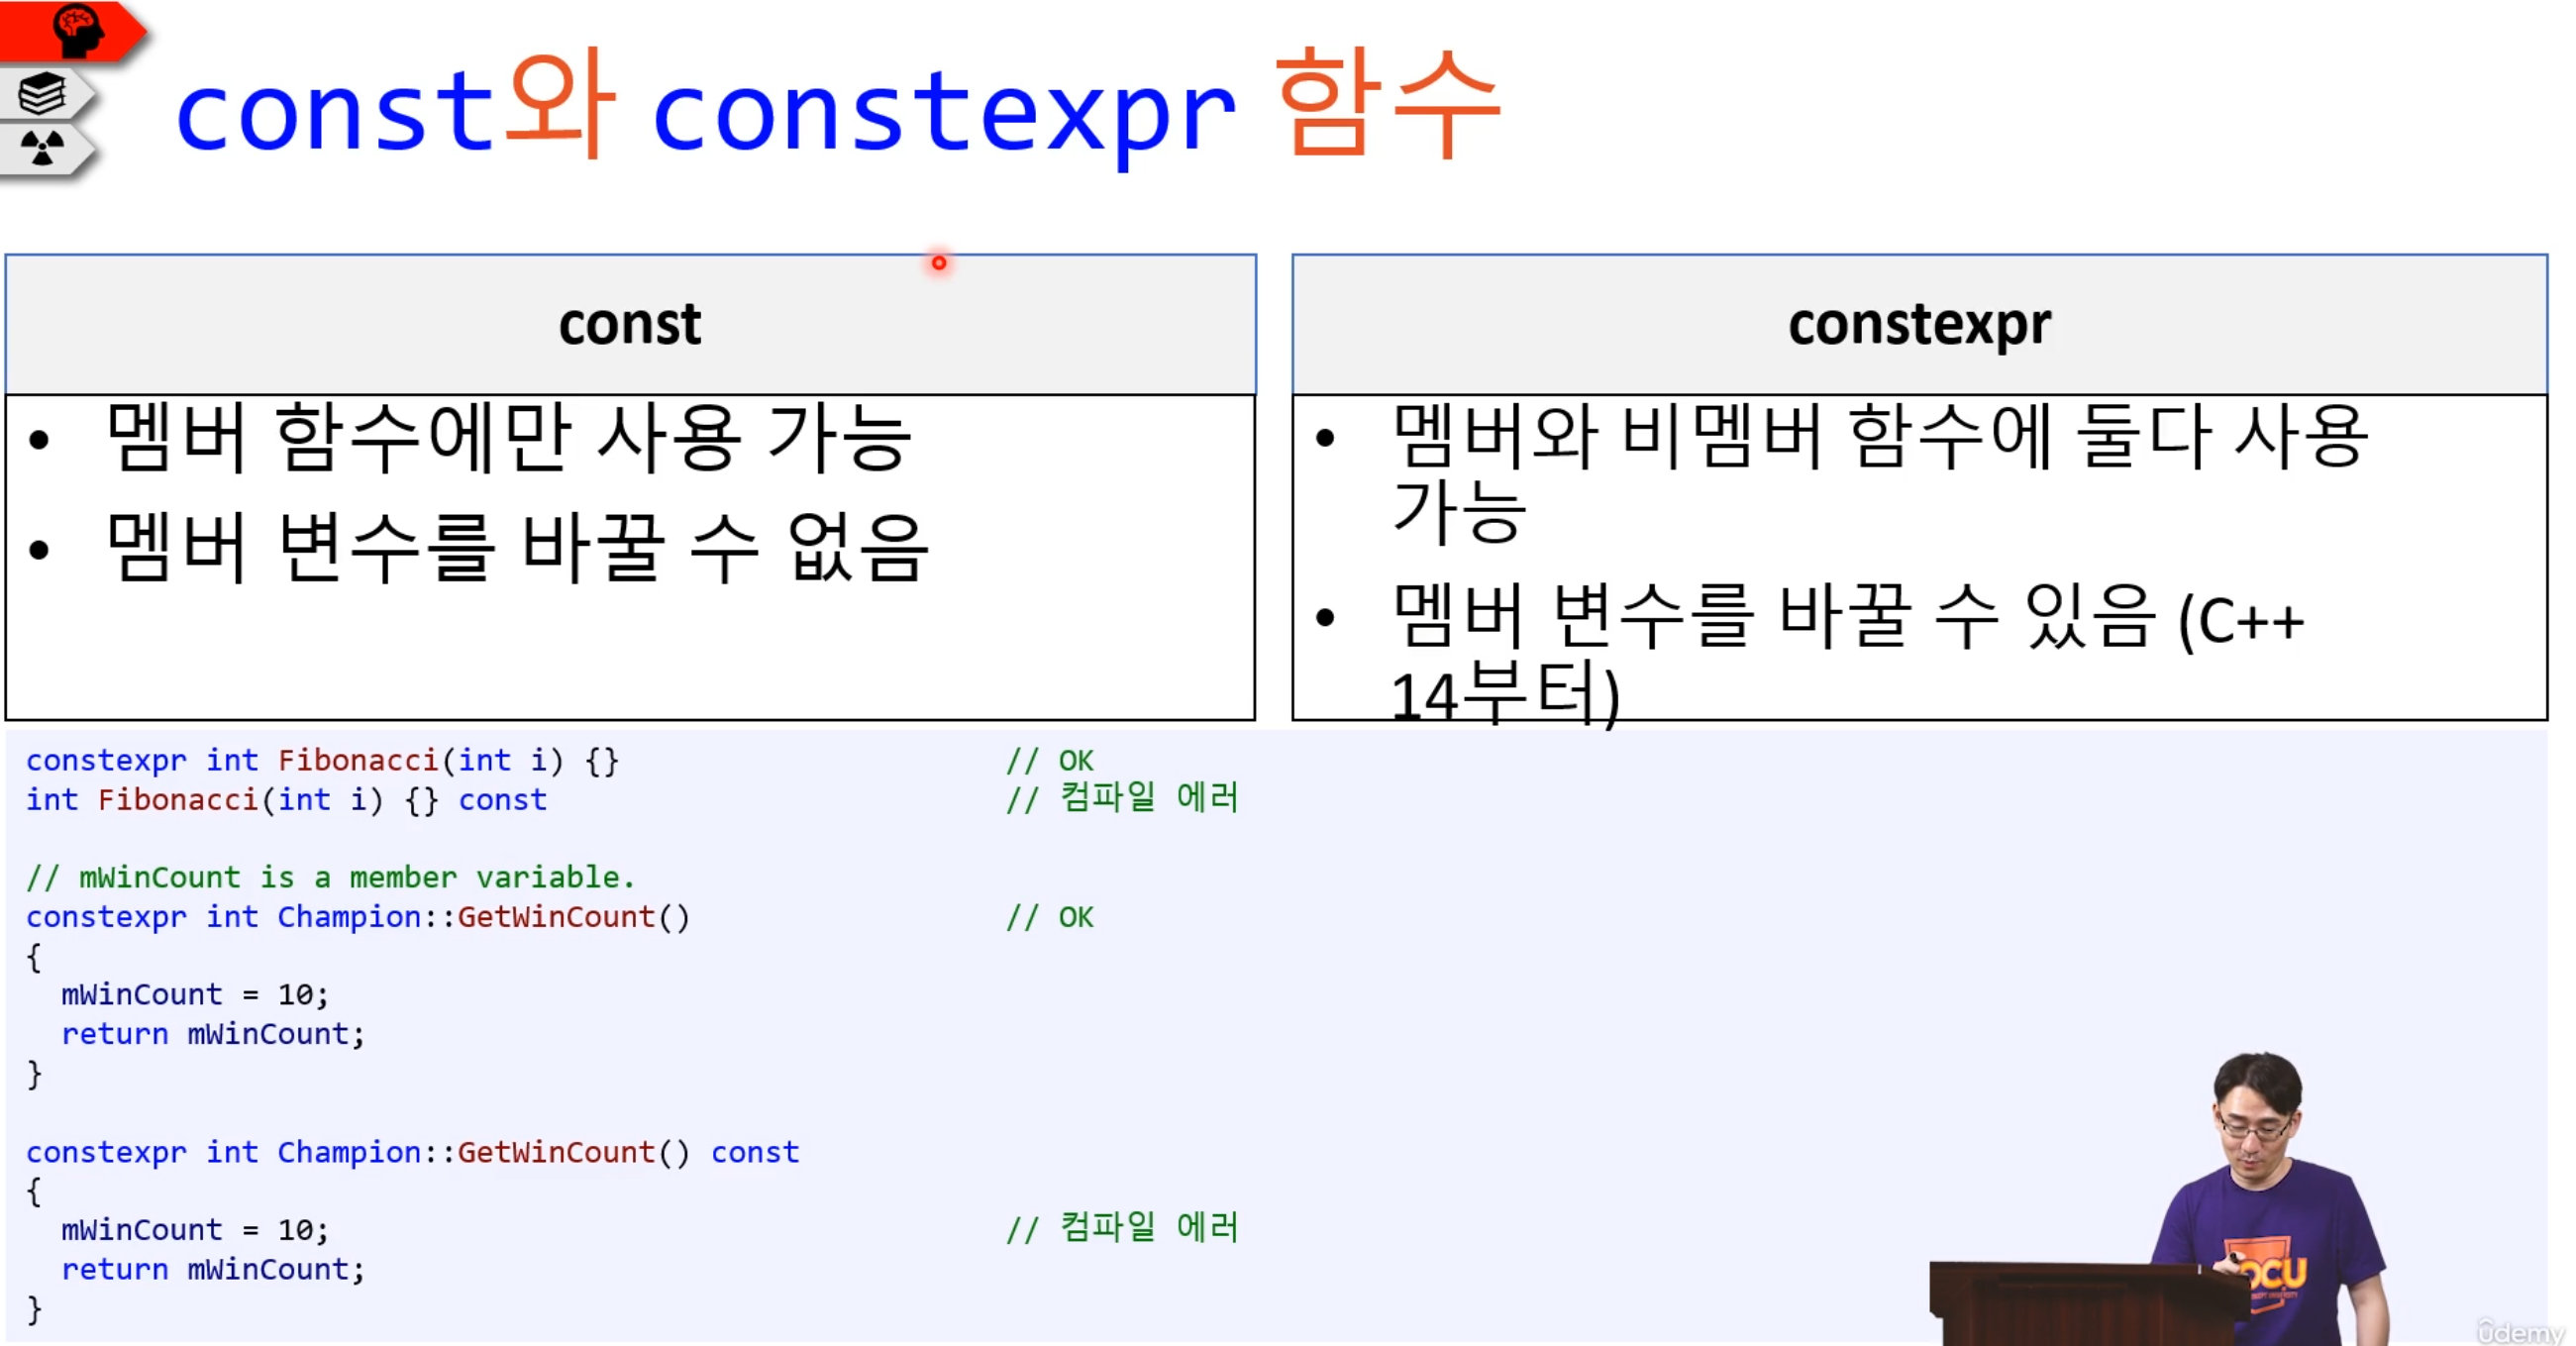 const와 constexpr 함수
const
• 멤버 함수에만 사용 가능
• 멤버 변수를 바꿀 수 없음
constexpr
• 멤버와 비멤버 함수에 둘다 사용
가능
• 멤버 변수를 바꿀 수 있음 (C++
14부터)
constexpr int Fibonacci(int i) {} // OK
int Fibonacci(int i) {} const // 컴파일 에러
// mWinCount is a member variable.
constexpr int Champion::GetWinCount() // OK
{
mWinCount = 10;
return mWinCount;
}
constexpr int Champion::GetWinCount() const
{
mWinCount = 10; // 컴파일 에러
return mWinCount;
}
ûdemy